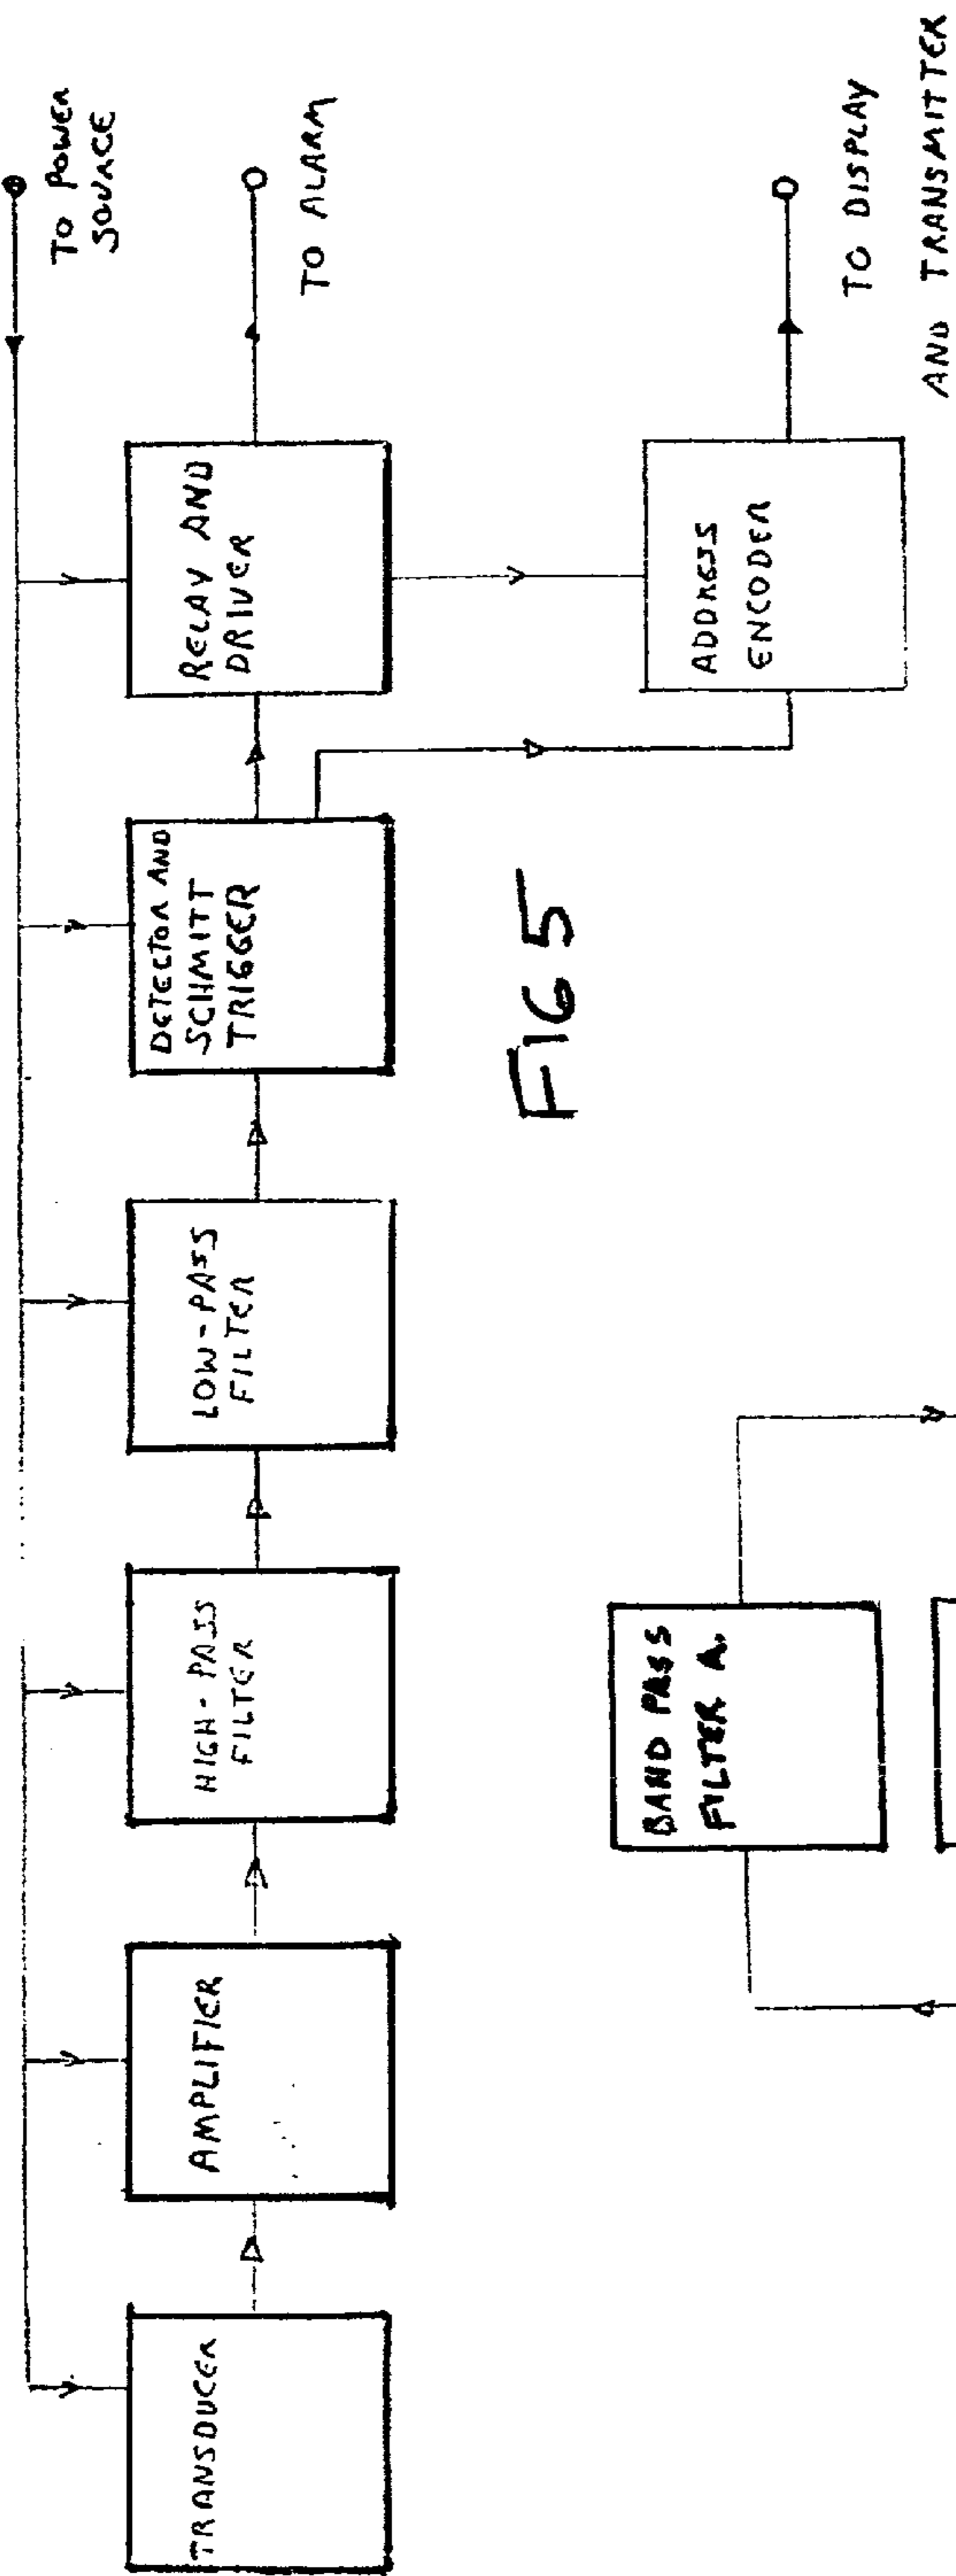 TO POWER
SOURCE
TRANSDUCER
AMPLIFIER
HIGH-PASS
FILTER
LOW-PASS
FILTER
DETECTOR AND
SCHMITT
TRIGGER
RELAY AND
DRIVER
TO ALARM
ADDRESS
ENCODER
TO DISPLAY
AND TRANSMITTER
FIG 5
BAND PASS
FILTER A.